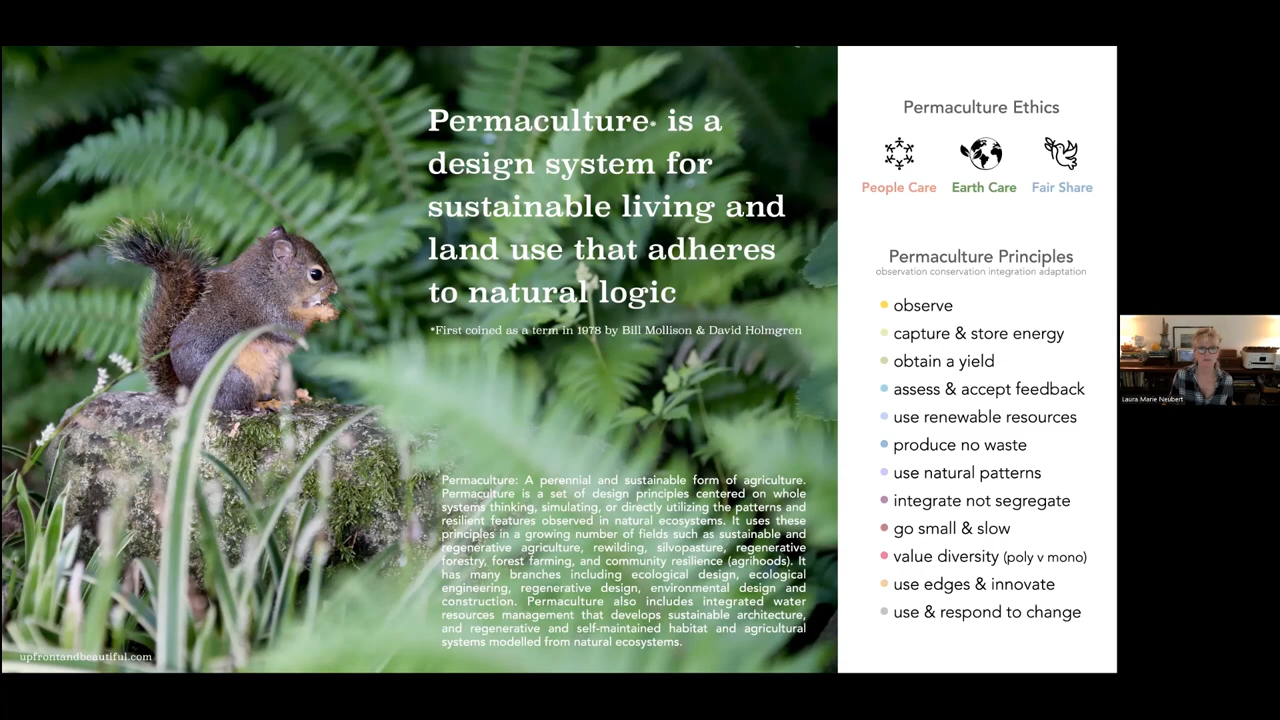 Permaculture* is a
design system for
sustainable living and
land use that adheres
to natural logic
*First coined as a term in 1978 by Bill Mollison & David Holmgren
Permaculture: A perennial and sustainable form of agriculture.
Permaculture is a set of design principles centered on whole
systems thinking, simulating, or directly utilizing the patterns and
resilient features observed in natural ecosystems. It uses these
principles in a growing number of fields such as sustainable and
regenerative agriculture, rewilding, silvopasture, regenerative
forestry, forest farming, and community resilience (agrihoods). It
has many branches including ecological design, ecological
engineering, regenerative design, environmental design and
construction. Permaculture also includes integrated water
resources management that develops sustainable architecture,
and regenerative and self-maintained habitat and agricultural
systems modelled from natural ecosystems.
upfrontandbeautiful.com
Permaculture Ethics
People Care Earth Care Fair Share
Permaculture Principles
observation conservation integration adaptation
observe
capture & store energy
obtain a yield
assess & accept feedback
use renewable resources
produce no waste
use natural patterns
integrate not segregate
go small & slow
value diversity (poly v mono)
use edges & innovate
use & respond to change
Laura Marie Neubert